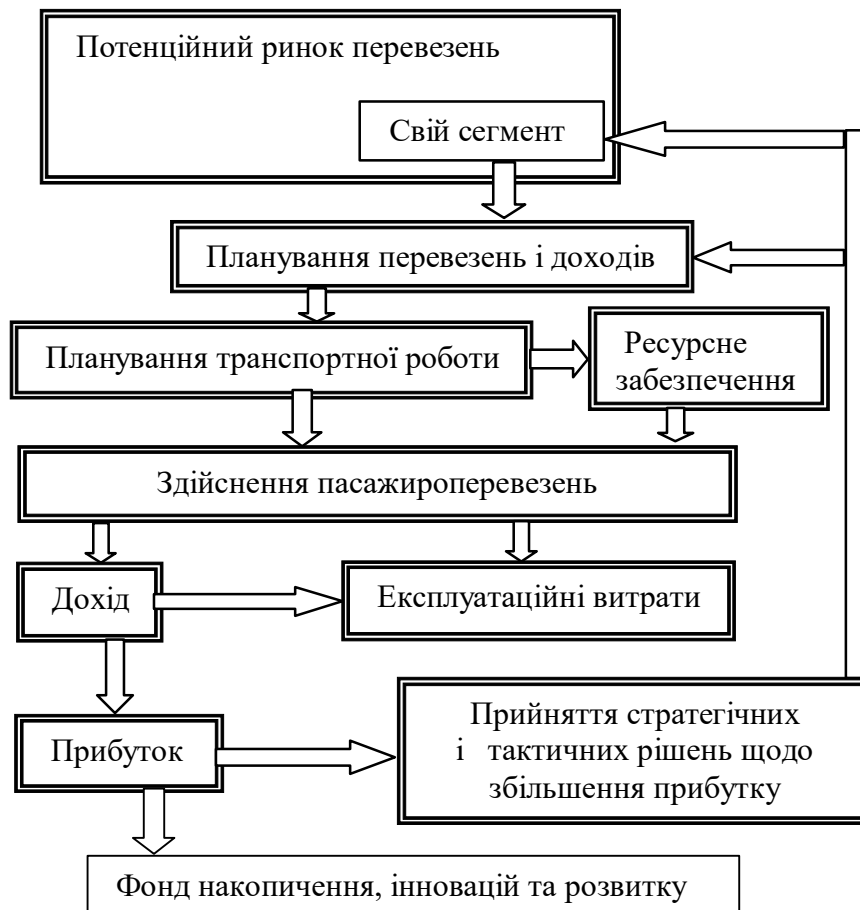 Потенційний ринок перевезень
Свій сегмент
Планування перевезень і доходів
Планування транспортної роботи
Ресурсне
забезпечення
Здійснення пасажироперевезень
Дохід
Експлуатаційні витрати
Прибуток
Прийняття стратегічних
і тактичних рішень щодо
збільшення прибутку
Фонд накопичення, інновацій та розвитку